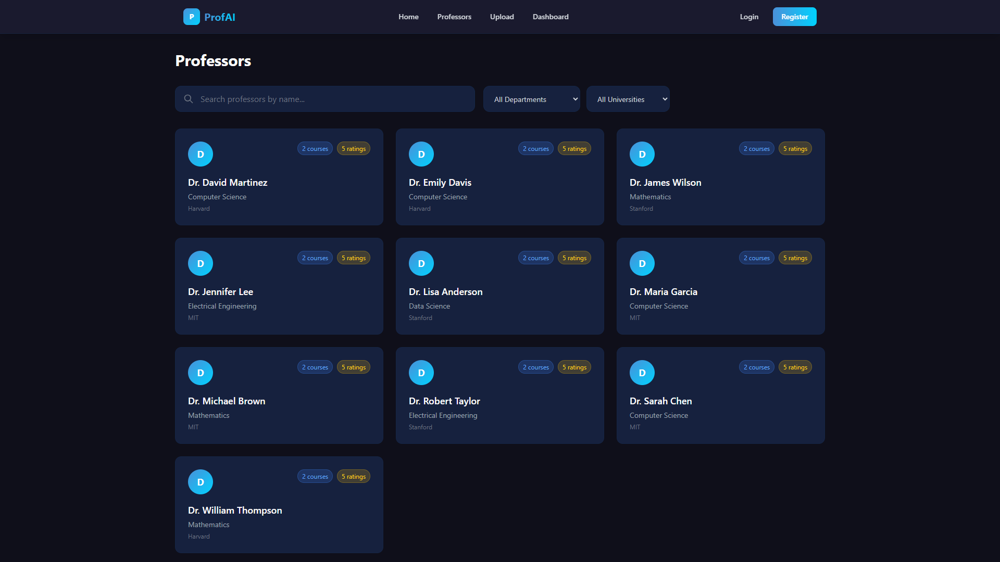 P ProfAI Home Professors Upload Dashboard Login Register
Professors
Search professors by name... All Departments All Universities
D 2 courses 5 ratings
Dr. David Martinez
Computer Science
Harvard
D 2 courses 5 ratings
Dr. Emily Davis
Computer Science
Harvard
D 2 courses 5 ratings
Dr. James Wilson
Mathematics
Stanford
D 2 courses 5 ratings
Dr. Jennifer Lee
Electrical Engineering
MIT
D 2 courses 5 ratings
Dr. Lisa Anderson
Data Science
Stanford
D 2 courses 5 ratings
Dr. Maria Garcia
Computer Science
MIT
D 2 courses 5 ratings
Dr. Michael Brown
Mathematics
MIT
D 2 courses 5 ratings
Dr. Robert Taylor
Electrical Engineering
Stanford
D 2 courses 5 ratings
Dr. Sarah Chen
Computer Science
MIT
D 2 courses 5 ratings
Dr. William Thompson
Mathematics
Harvard